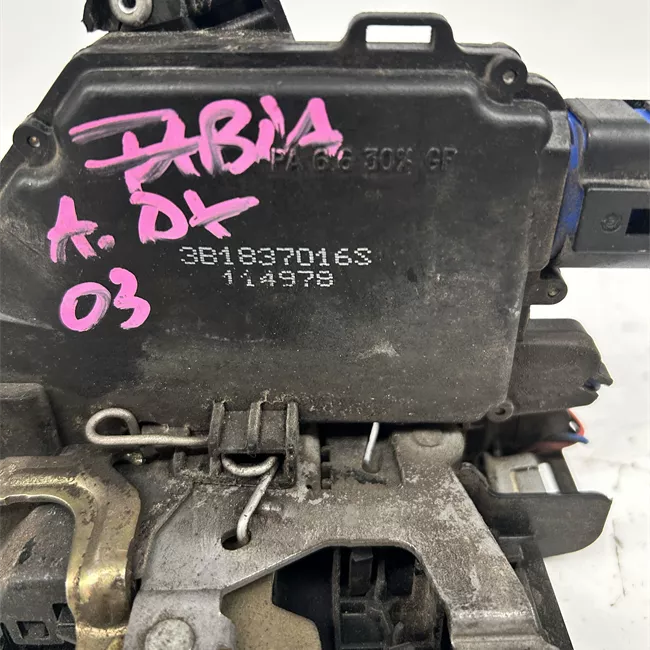 FABIA
PA 6.6 30% GF
A. DX
3B1837016S
114978
03